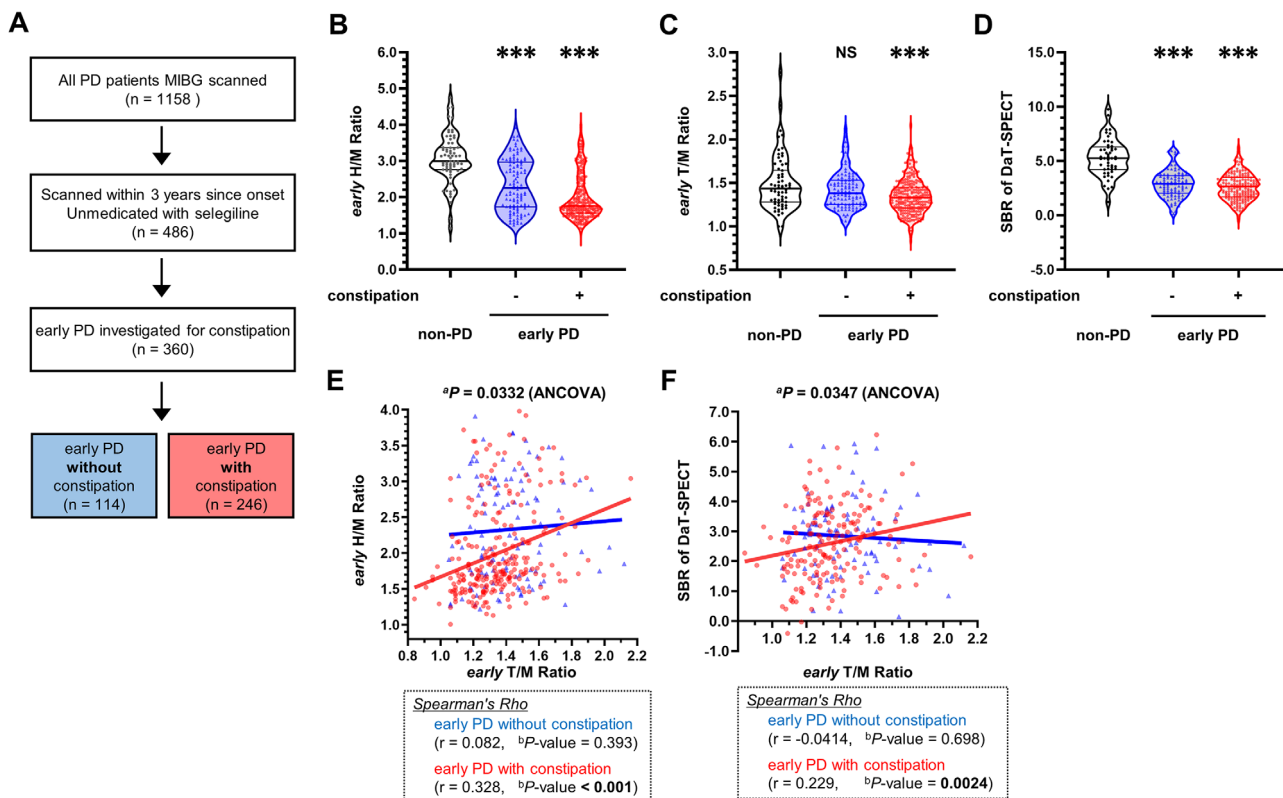 A
All PD patients MIBG scanned
(n = 1158 )
Scanned within 3 years since onset
Unmedicated with selegiline
(n = 486)
early PD investigated for constipation
(n = 360)
early PD
without
constipation
(n = 114)
early PD
with
constipation
(n = 246)
B
*** ***
early H/M Ratio
6.0
5.0
4.0
3.0
2.0
1.0
0.0
constipation - +
non-PD early PD
C
NS ***
early T/M Ratio
3.0
2.5
2.0
1.5
1.0
0.5
constipation - +
non-PD early PD
D
*** ***
SBR of DaT-SPECT
15.0
10.0
5.0
0.0
-5.0
constipation - +
non-PD early PD
E
ᵃP = 0.0332 (ANCOVA)
early H/M Ratio
4.0
3.5
3.0
2.5
2.0
1.5
1.0
0.8 1.0 1.2 1.4 1.6 1.8 2.0 2.2
early T/M Ratio
Spearman's Rho
early PD without constipation
(r = 0.082, ᵇP-value = 0.393)
early PD with constipation
(r = 0.328, ᵇP-value < 0.001)
F
ᵃP = 0.0347 (ANCOVA)
SBR of DaT-SPECT
7.0
6.0
5.0
4.0
3.0
2.0
1.0
0.0
-1.0
1.0 1.2 1.4 1.6 1.8 2.0 2.2
early T/M Ratio
Spearman's Rho
early PD without constipation
(r = -0.0414, ᵇP-value = 0.698)
early PD with constipation
(r = 0.229, ᵇP-value = 0.0024)